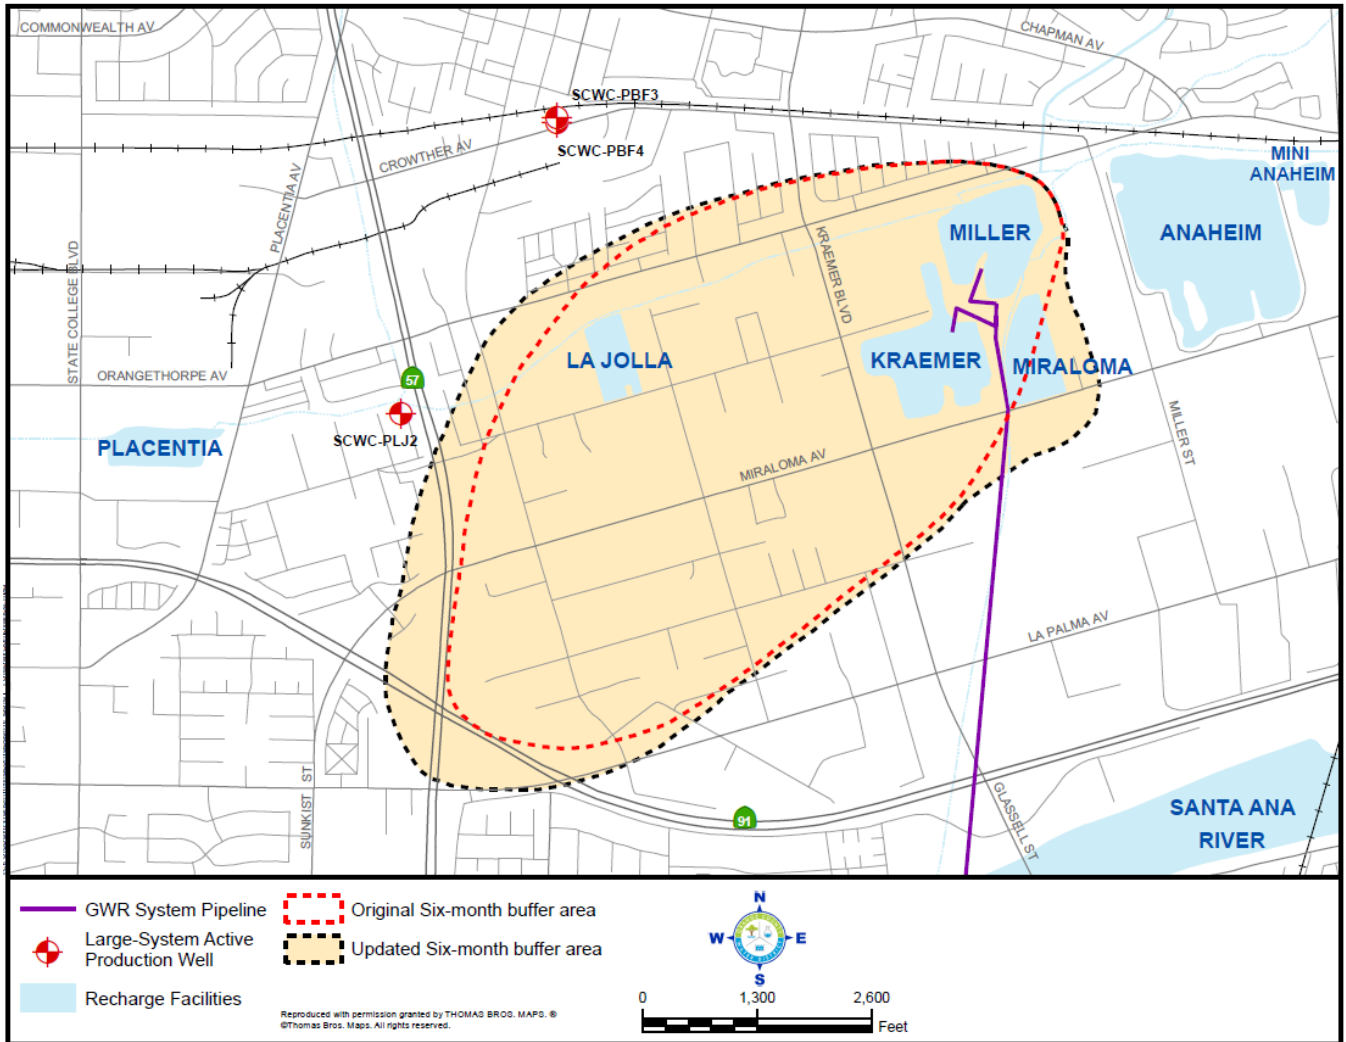 COMMONWEALTH AV
CHAPMAN AV
SCWC-PBF3
SCWC-PBF4
CROWTHER AV
PLACENTIA AV
MINI
ANAHEIM
MILLER
ANAHEIM
KRAEMER BLVD
STATE COLLEGE BLVD
LA JOLLA
KRAEMER
MIRALOMA
ORANGETHORPE AV
57
SCWC-PLJ2
PLACENTIA
MILLER ST
MIRALOMA AV
LA PALMA AV
SUNKIST ST
GLASSELL ST
91
SANTA ANA
RIVER
GWR System Pipeline
Large-System Active
Production Well
Recharge Facilities
Original Six-month buffer area
Updated Six-month buffer area
Reproduced with permission granted by THOMAS BROS. MAPS. ®
©Thomas Bros. Maps. All rights reserved.
N
W
E
S
0 1,300 2,600
Feet